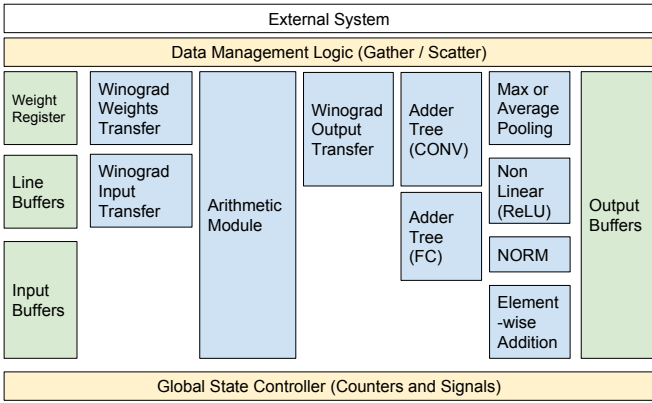 External System
Data Management Logic (Gather / Scatter)
Weight
Register
Line
Buffers
Input
Buffers
Winograd
Weights
Transfer
Winograd
Input
Transfer
Arithmetic
Module
Winograd
Output
Transfer
Adder
Tree
(CONV)
Adder
Tree
(FC)
Max or
Average
Pooling
Non
Linear
(ReLU)
NORM
Element
-wise
Addition
Output
Buffers
Global State Controller (Counters and Signals)